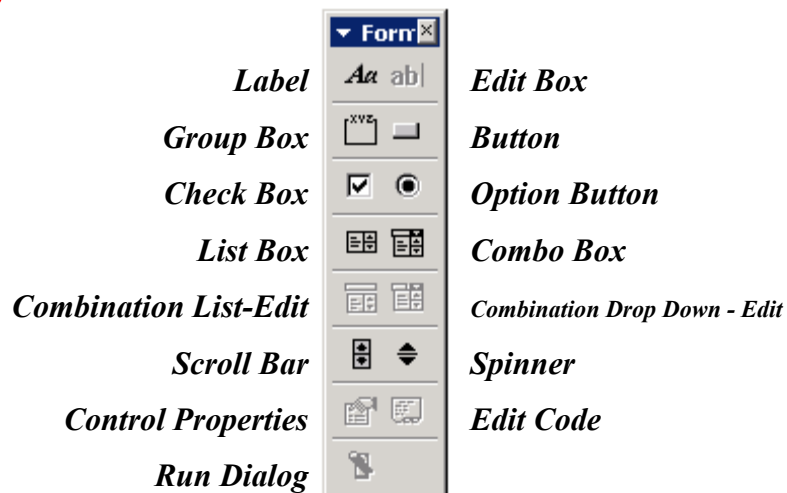 Form
Label Aa ab Edit Box
Group Box XYZ Button
Check Box Option Button
List Box Combo Box
Combination List-Edit Combination Drop Down - Edit
Scroll Bar Spinner
Control Properties Edit Code
Run Dialog